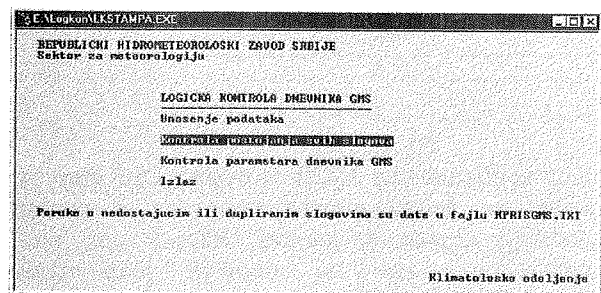 E:\Logkon\LKSTAMPA.EXE
REPUBLICKI HIDROMETEOROLOSKI ZAVOD SRBIJE
Sektor za meteorologiju
LOGICKA KONTROLA DNEVNIKA GMS
Unosenje podataka
Kontrola postojanja svih slogova
Kontrola parametara dnevnika GMS
Izlaz
Poruke o nedostajucim ili dupliranim slogovima su date u fajlu KPRISGMS.TXT
Klimatolosko odeljenje